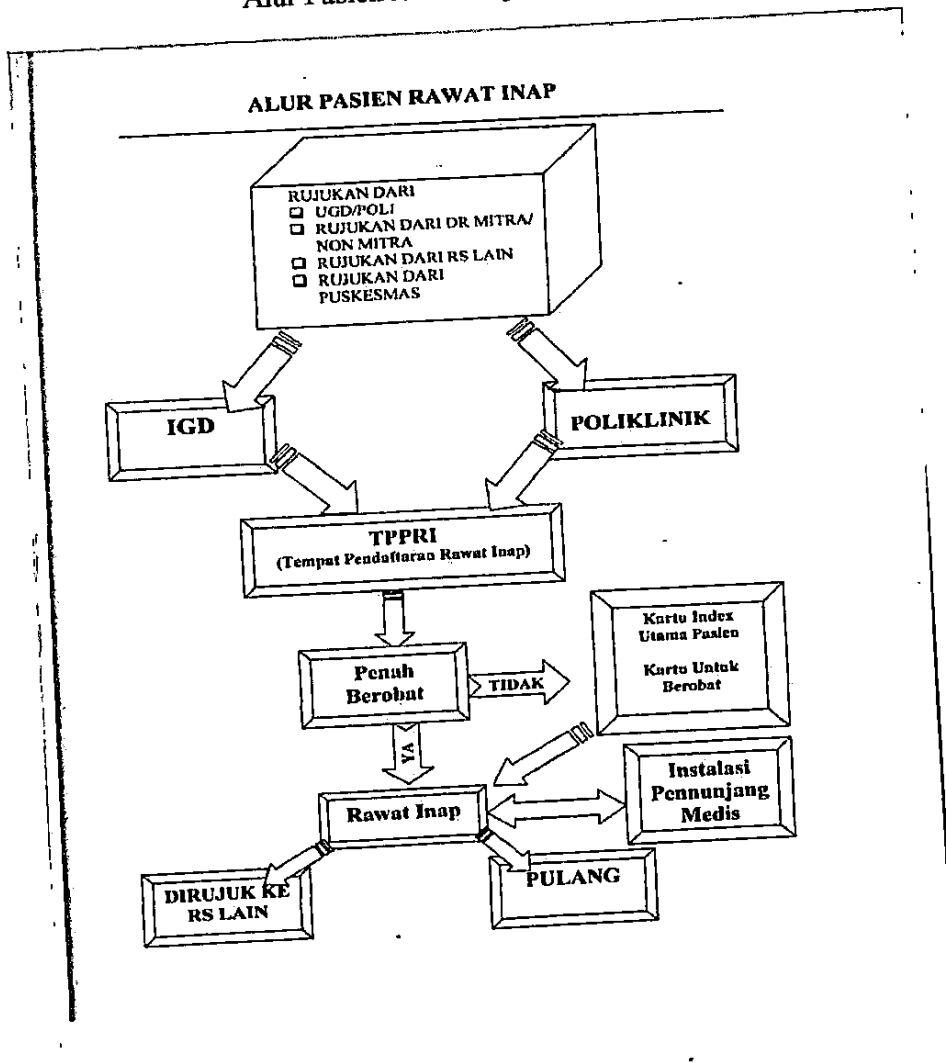 Alur Pasien
ALUR PASIEN RAWAT INAP
RUJUKAN DARI
UGD/POLI
RUJUKAN DARI DR MITRA/
NON MITRA
RUJUKAN DARI RS LAIN
RUJUKAN DARI
PUSKESMAS
IGD
POLIKLINIK
TPPRI
(Tempat Pendaftaran Rawat Inap)
Kartu Index
Utama Pasien
Kartu Untuk
Berobat
Penah
Berobat
TIDAK
YA
Rawat Inap
Instalasi
Pennunjang
Medis
DIRUJUK KE
RS LAIN
PULANG